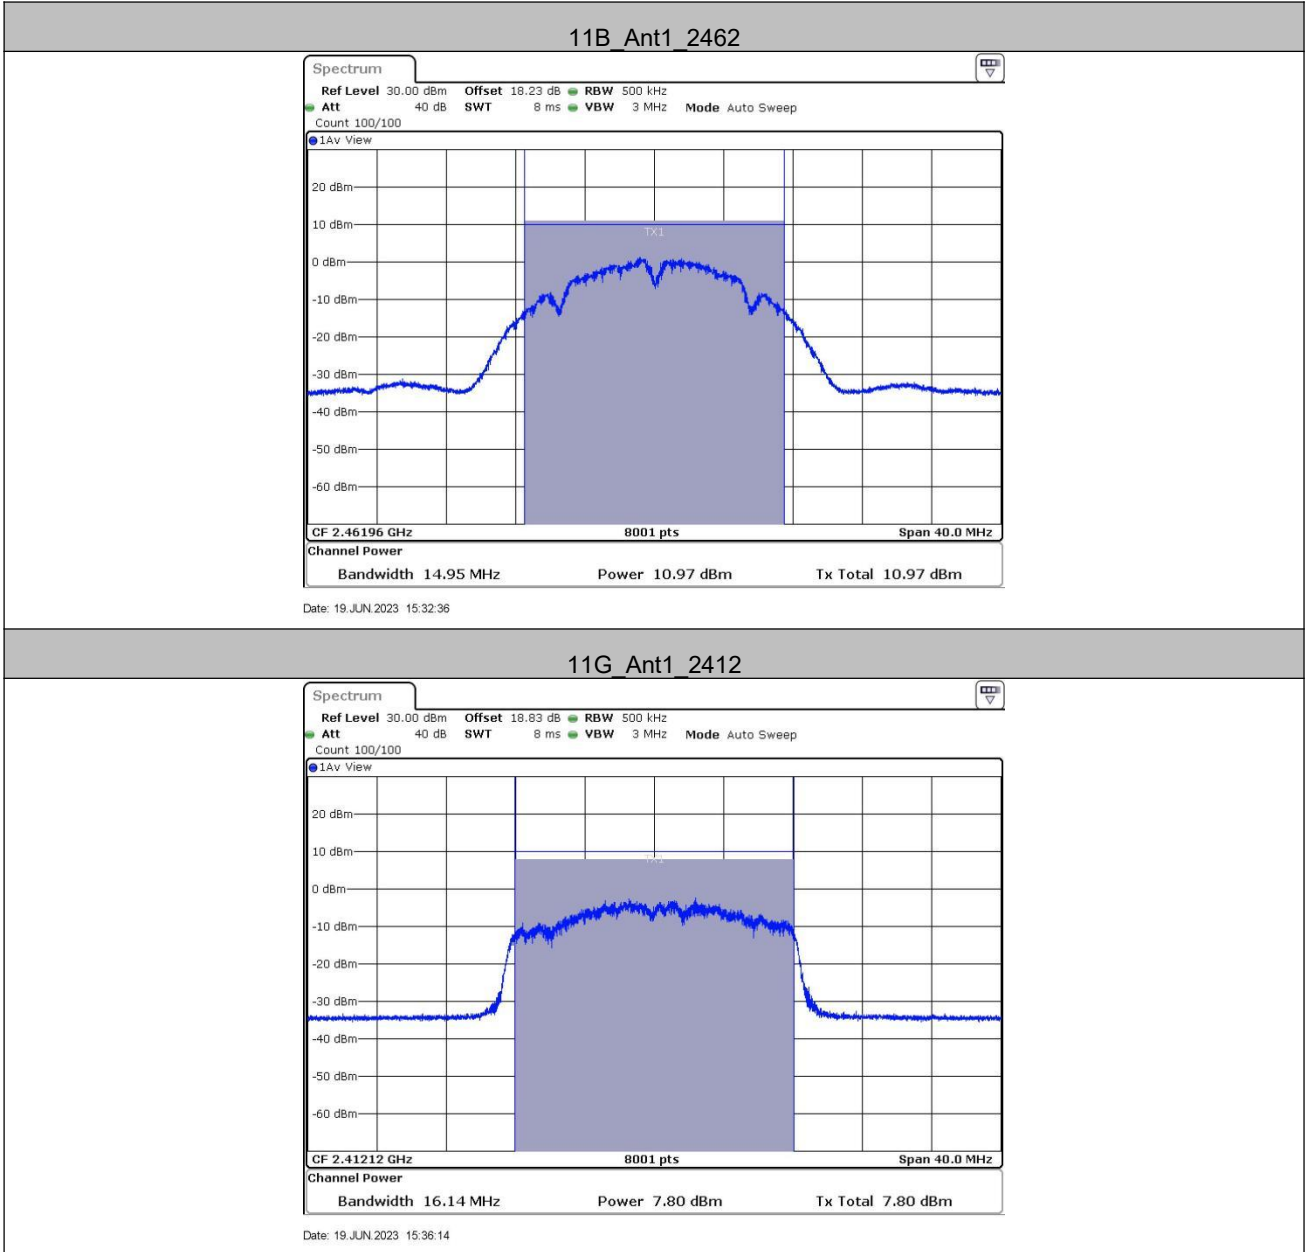 11B_Ant1_2462
Spectrum
Ref Level 30.00 dBm Offset 18.23 dB RBW 500 kHz
Att 40 dB SWT 8 ms VBW 3 MHz Mode Auto Sweep
Count 100/100
1Av View
20 dBm
10 dBm
TX1
0 dBm
-10 dBm
-20 dBm
-30 dBm
-40 dBm
-50 dBm
-60 dBm
CF 2.46196 GHz 8001 pts Span 40.0 MHz
Channel Power
Bandwidth 14.95 MHz Power 10.97 dBm Tx Total 10.97 dBm
Date: 19.JUN.2023 15:32:36
11G_Ant1_2412
Spectrum
Ref Level 30.00 dBm Offset 18.83 dB RBW 500 kHz
Att 40 dB SWT 8 ms VBW 3 MHz Mode Auto Sweep
Count 100/100
1Av View
20 dBm
10 dBm
TX1
0 dBm
-10 dBm
-20 dBm
-30 dBm
-40 dBm
-50 dBm
-60 dBm
CF 2.41212 GHz 8001 pts Span 40.0 MHz
Channel Power
Bandwidth 16.14 MHz Power 7.80 dBm Tx Total 7.80 dBm
Date: 19.JUN.2023 15:36:14